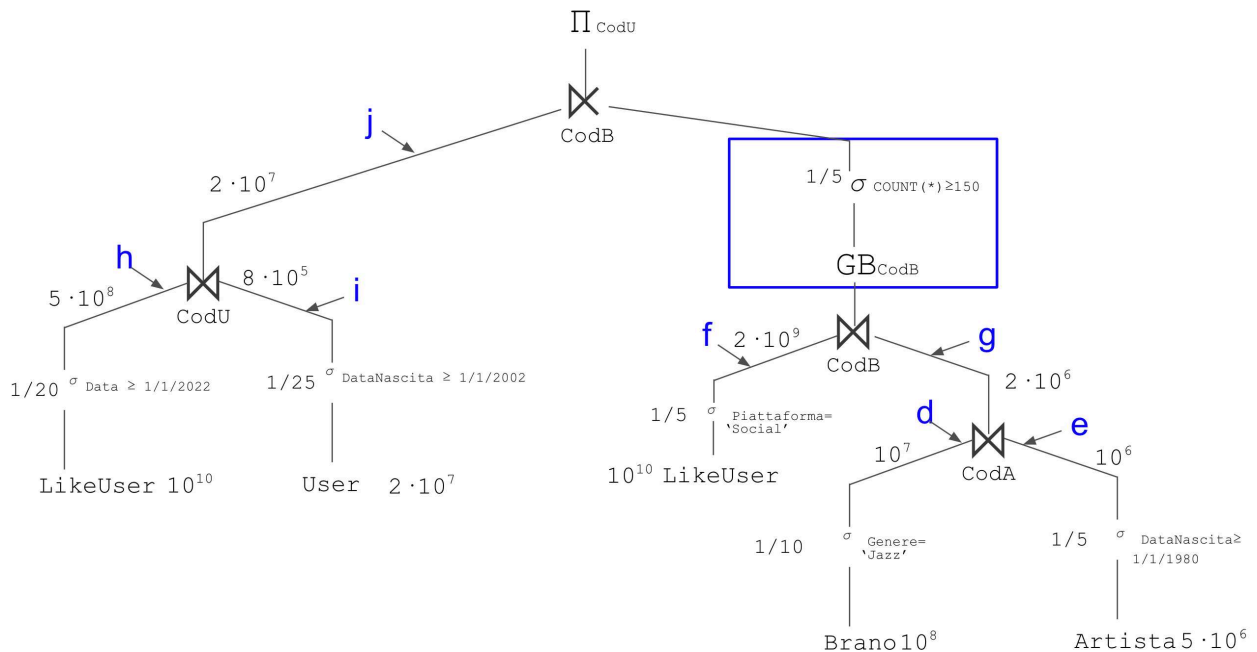 Π CodU
CodB
j
2·10⁷
1/5 σ COUNT(*)≥150
GB CodB
h
8·10⁵
i
5·10⁸
CodU
f
2·10⁹
g
CodB
2·10⁶
1/20 σ Data ≥ 1/1/2022
1/25 σ DataNascita ≥ 1/1/2002
1/5 σ Piattaforma=
‘Social’
d
e
10⁷
10⁶
CodA
LikeUser 10¹⁰
User 2·10⁷
10¹⁰ LikeUser
1/10 σ Genere=
‘Jazz’
1/5 σ DataNascita≥
1/1/1980
Brano 10⁸
Artista 5·10⁶